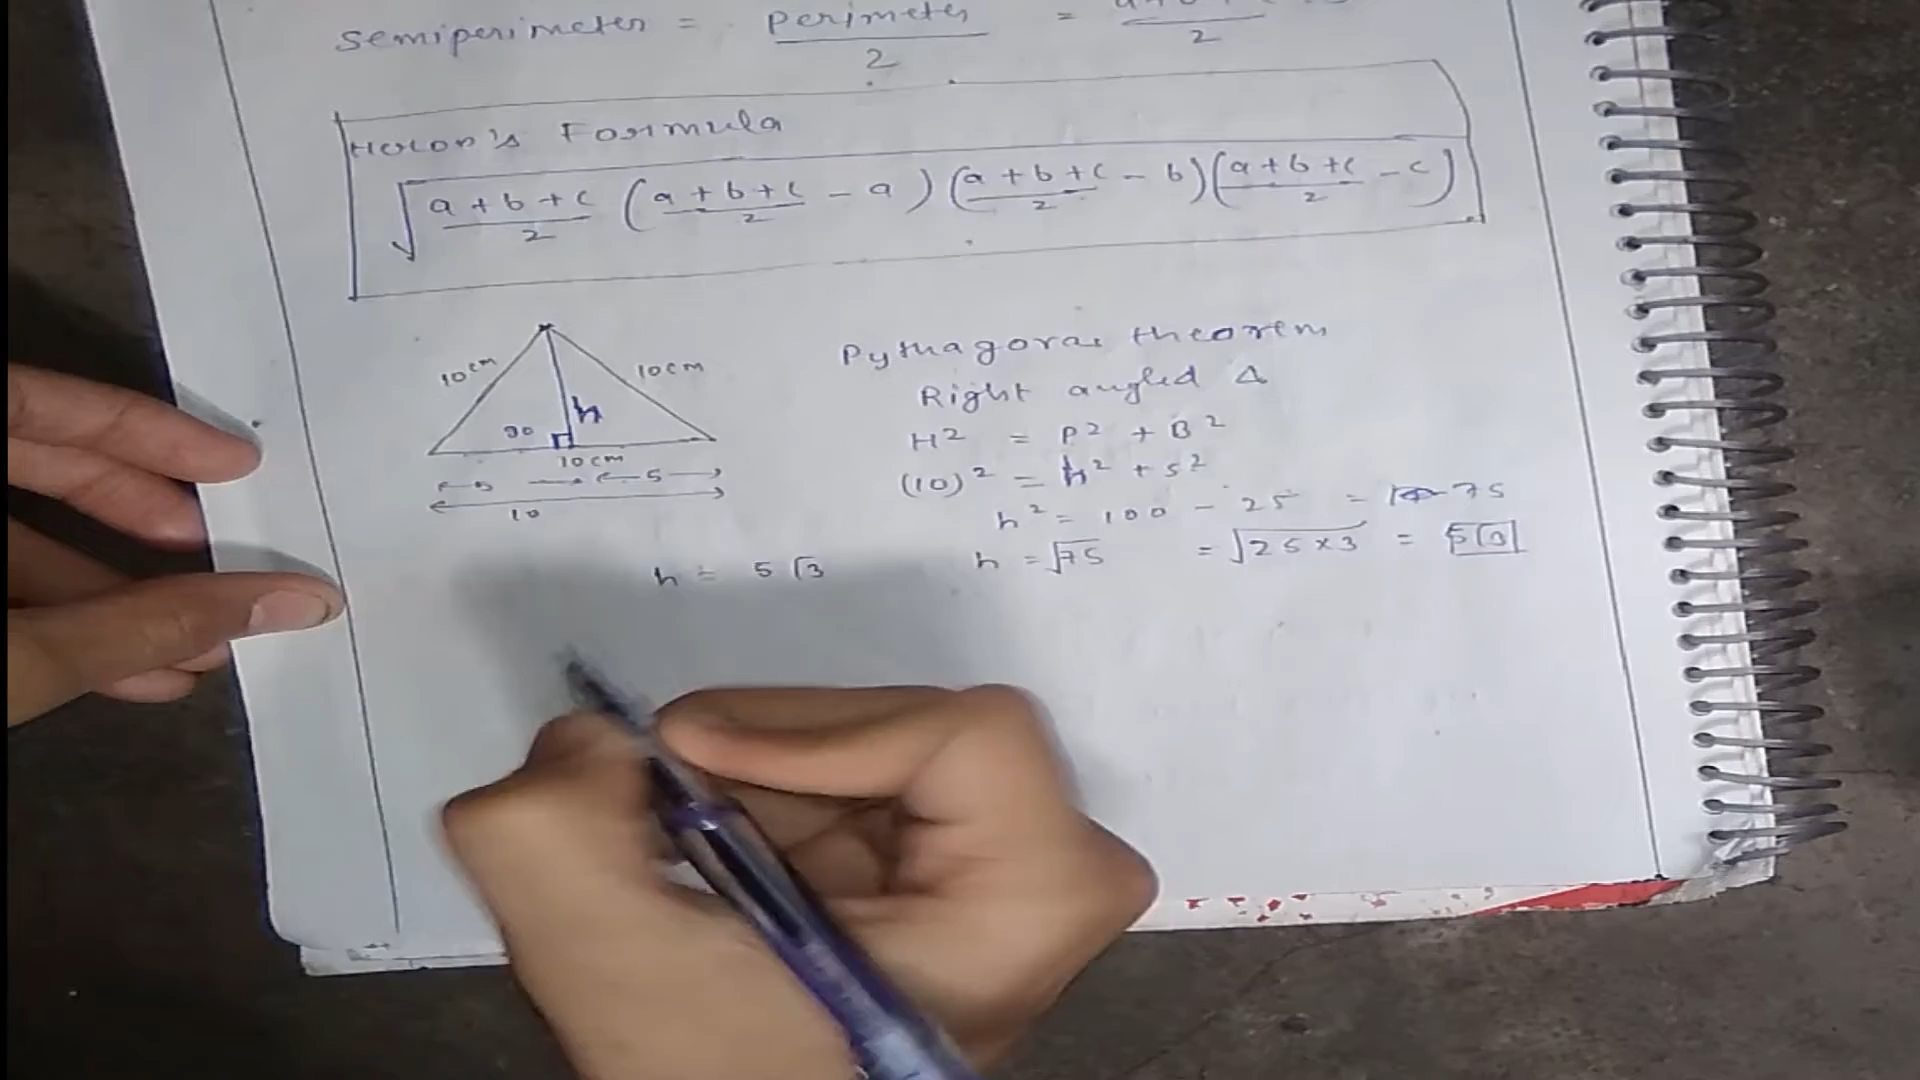 semiperimeter = perimeter / 2 = / 2
Heron's Formula
√ a+b+c / 2 ( a+b+c / 2 - a ) ( a+b+c / 2 - b ) ( a+b+c / 2 - c )
10cm 10cm
90 h
10cm
5 5
10
Pythagoras theorem
Right angled Δ
H² = P² + B²
(10)² = h² + 5²
h² = 100 - 25 = 75
h = √75 = √25×3 = 5√3
h = 5√3